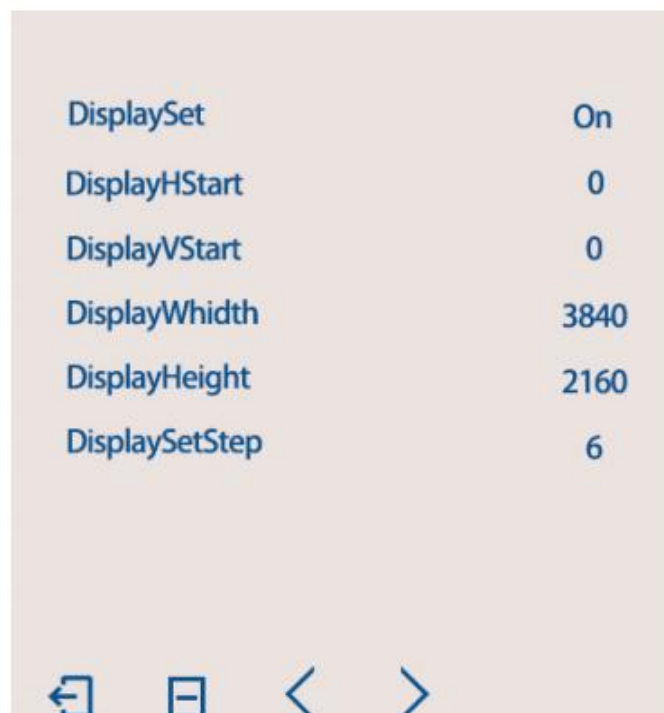 DisplaySet On
DisplayHStart 0
DisplayVStart 0
DisplayWhidth 3840
DisplayHeight 2160
DisplaySetStep 6